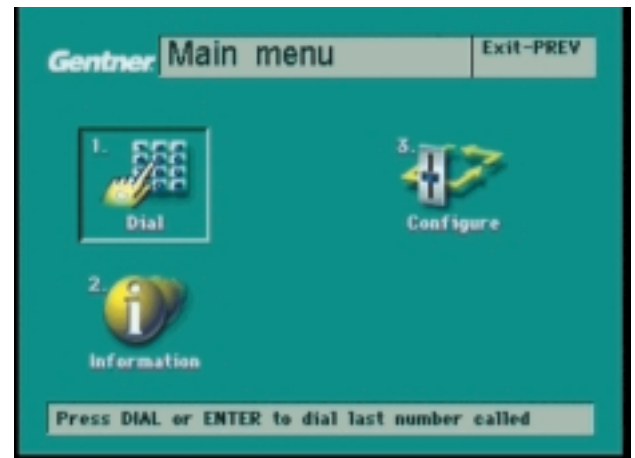 Gentner Main menu Exit-PREV
1. 3.
Dial Configure
2.
Information
Press DIAL or ENTER to dial last number called